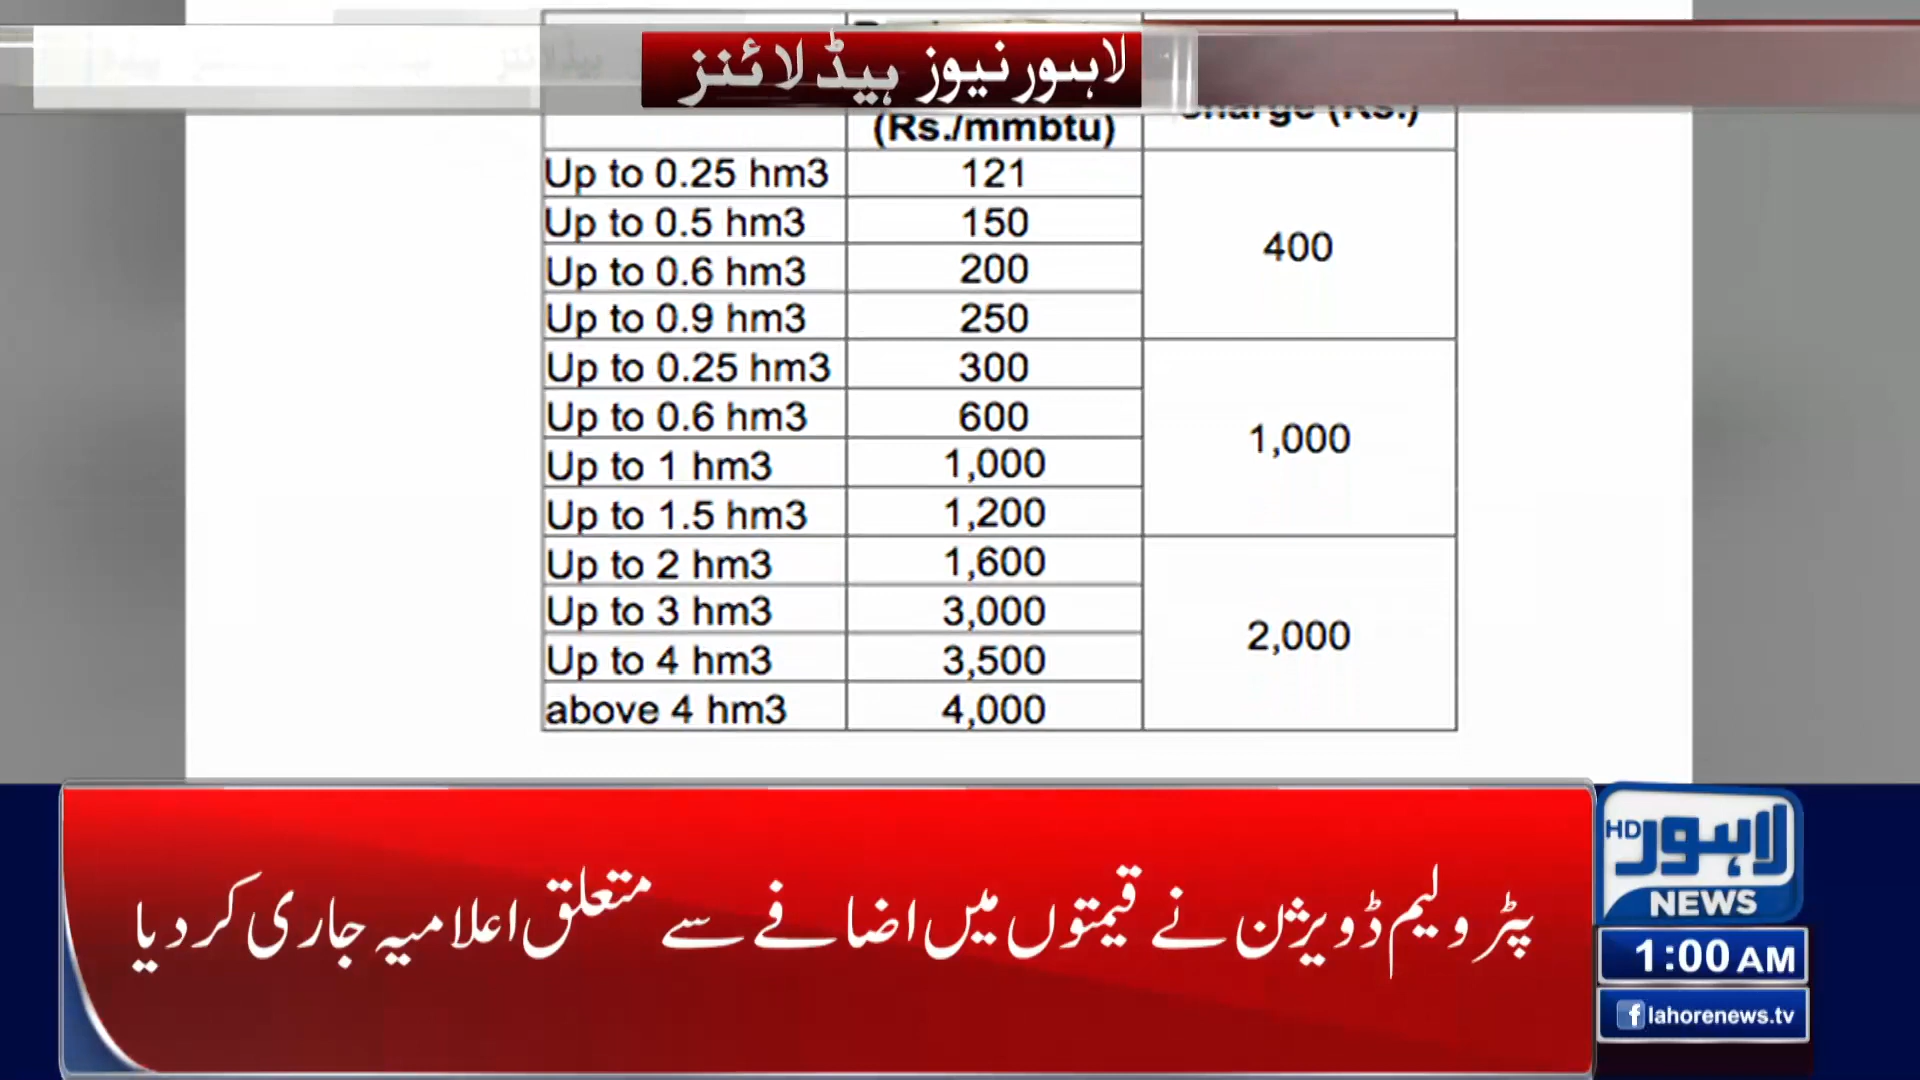 لاہور نیوز ہیڈ لائنز
(Rs./mmbtu)
charge (Rs.)
Up to 0.25 hm3 121
Up to 0.5 hm3 150
400
Up to 0.6 hm3 200
Up to 0.9 hm3 250
Up to 0.25 hm3 300
Up to 0.6 hm3 600
1,000
Up to 1 hm3 1,000
Up to 1.5 hm3 1,200
Up to 2 hm3 1,600
Up to 3 hm3 3,000
2,000
Up to 4 hm3 3,500
above 4 hm3 4,000
پٹرولیم ڈویژن نے قیمتوں میں اضافے سے متعلق اعلامیہ جاری کردیا
لاہور HD
NEWS
1:00 AM
lahorenews.tv